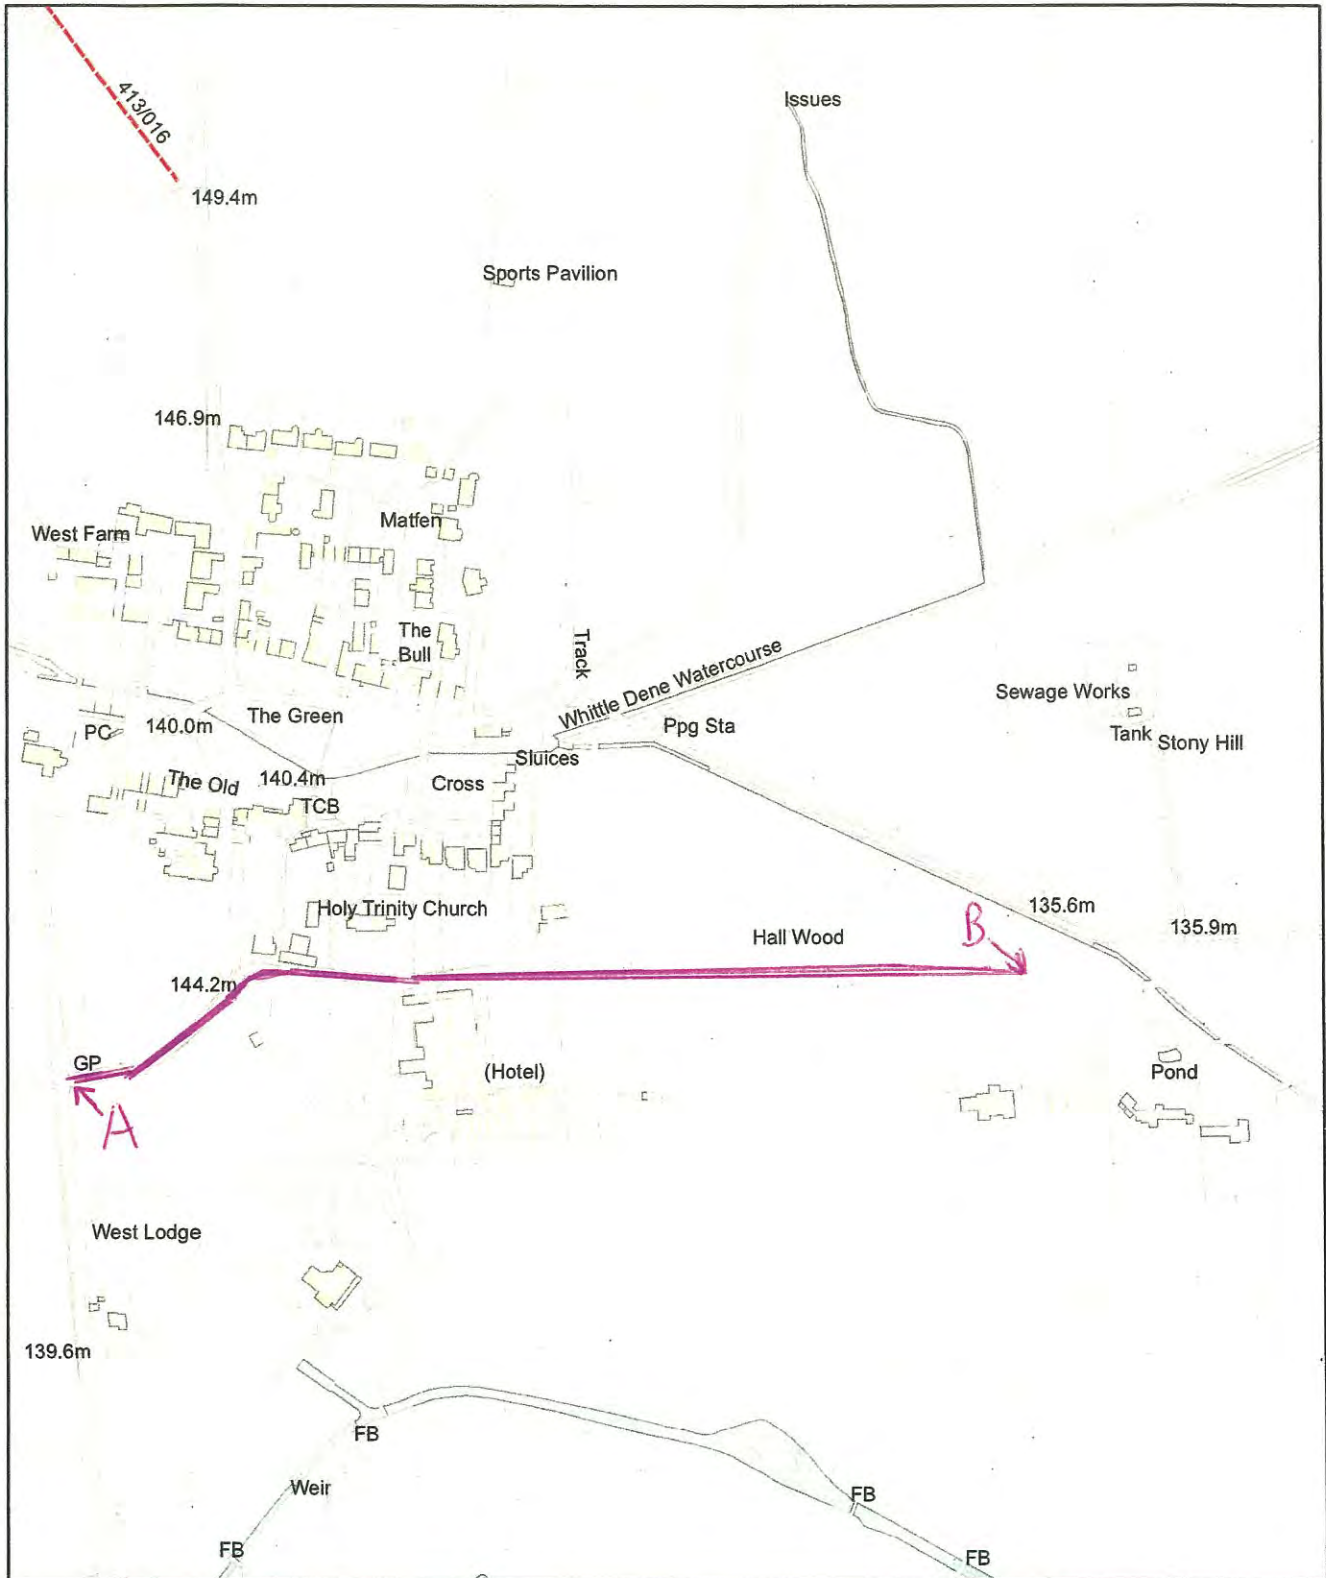 413/016
Issues
149.4m
Sports Pavilion
146.9m
Matfen
West Farm
The
Bull
Track
Whittle Dene Watercourse
Sewage Works
The Green
140.0m
PC
Ppg Sta
Tank
Stony Hill
Sluices
The Old
140.4m
Cross
TCB
Holy Trinity Church
135.6m
135.9m
Hall Wood
B
144.2m
GP
(Hotel)
Pond
A
West Lodge
139.6m
FB
Weir
FB
FB
FB